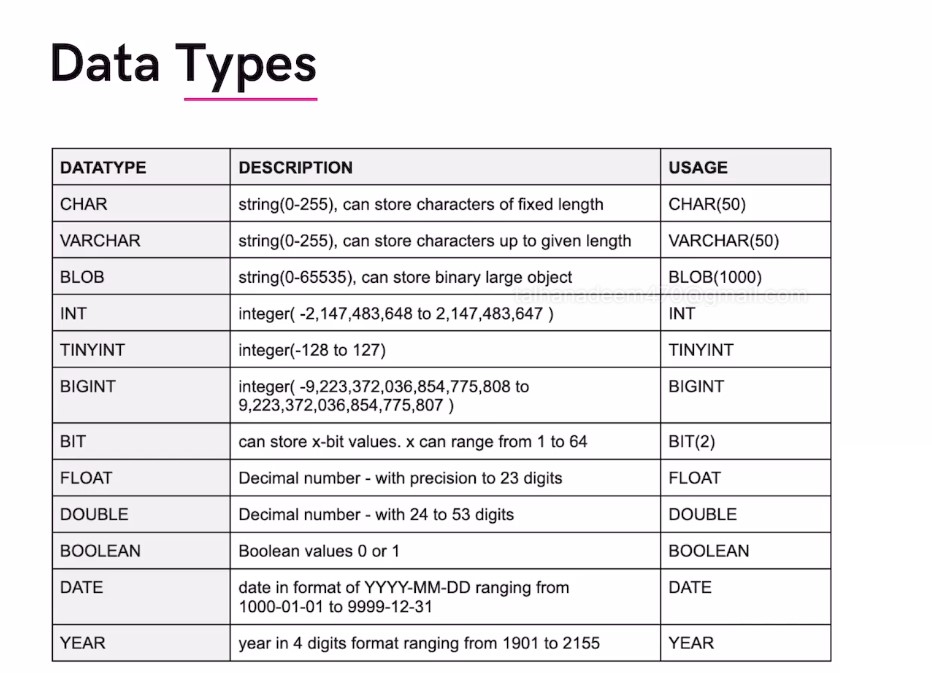 Data Types
DATATYPE DESCRIPTION USAGE
CHAR string(0-255), can store characters of fixed length CHAR(50)
VARCHAR string(0-255), can store characters up to given length VARCHAR(50)
BLOB string(0-65535), can store binary large object BLOB(1000)
INT integer( -2,147,483,648 to 2,147,483,647 ) INT
TINYINT integer(-128 to 127) TINYINT
BIGINT integer( -9,223,372,036,854,775,808 to BIGINT
9,223,372,036,854,775,807 )
BIT can store x-bit values. x can range from 1 to 64 BIT(2)
FLOAT Decimal number - with precision to 23 digits FLOAT
DOUBLE Decimal number - with 24 to 53 digits DOUBLE
BOOLEAN Boolean values 0 or 1 BOOLEAN
DATE date in format of YYYY-MM-DD ranging from DATE
1000-01-01 to 9999-12-31
YEAR year in 4 digits format ranging from 1901 to 2155 YEAR